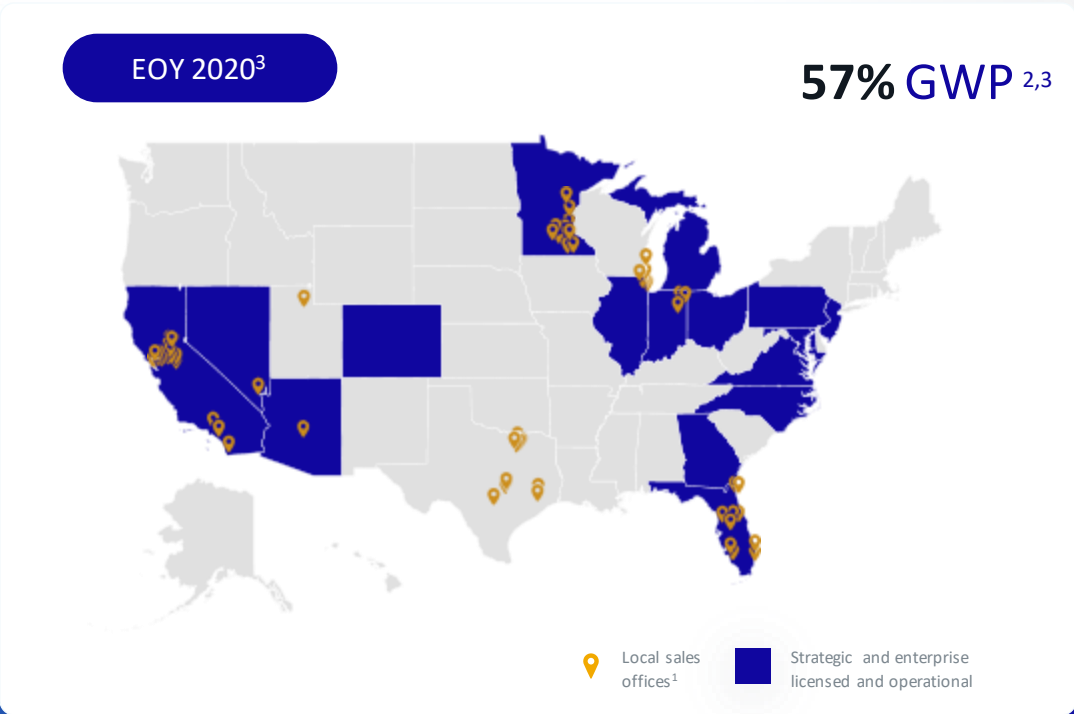 EOY 2020³
57% GWP ²,³
Local sales
offices¹
Strategic and enterprise
licensed and operational